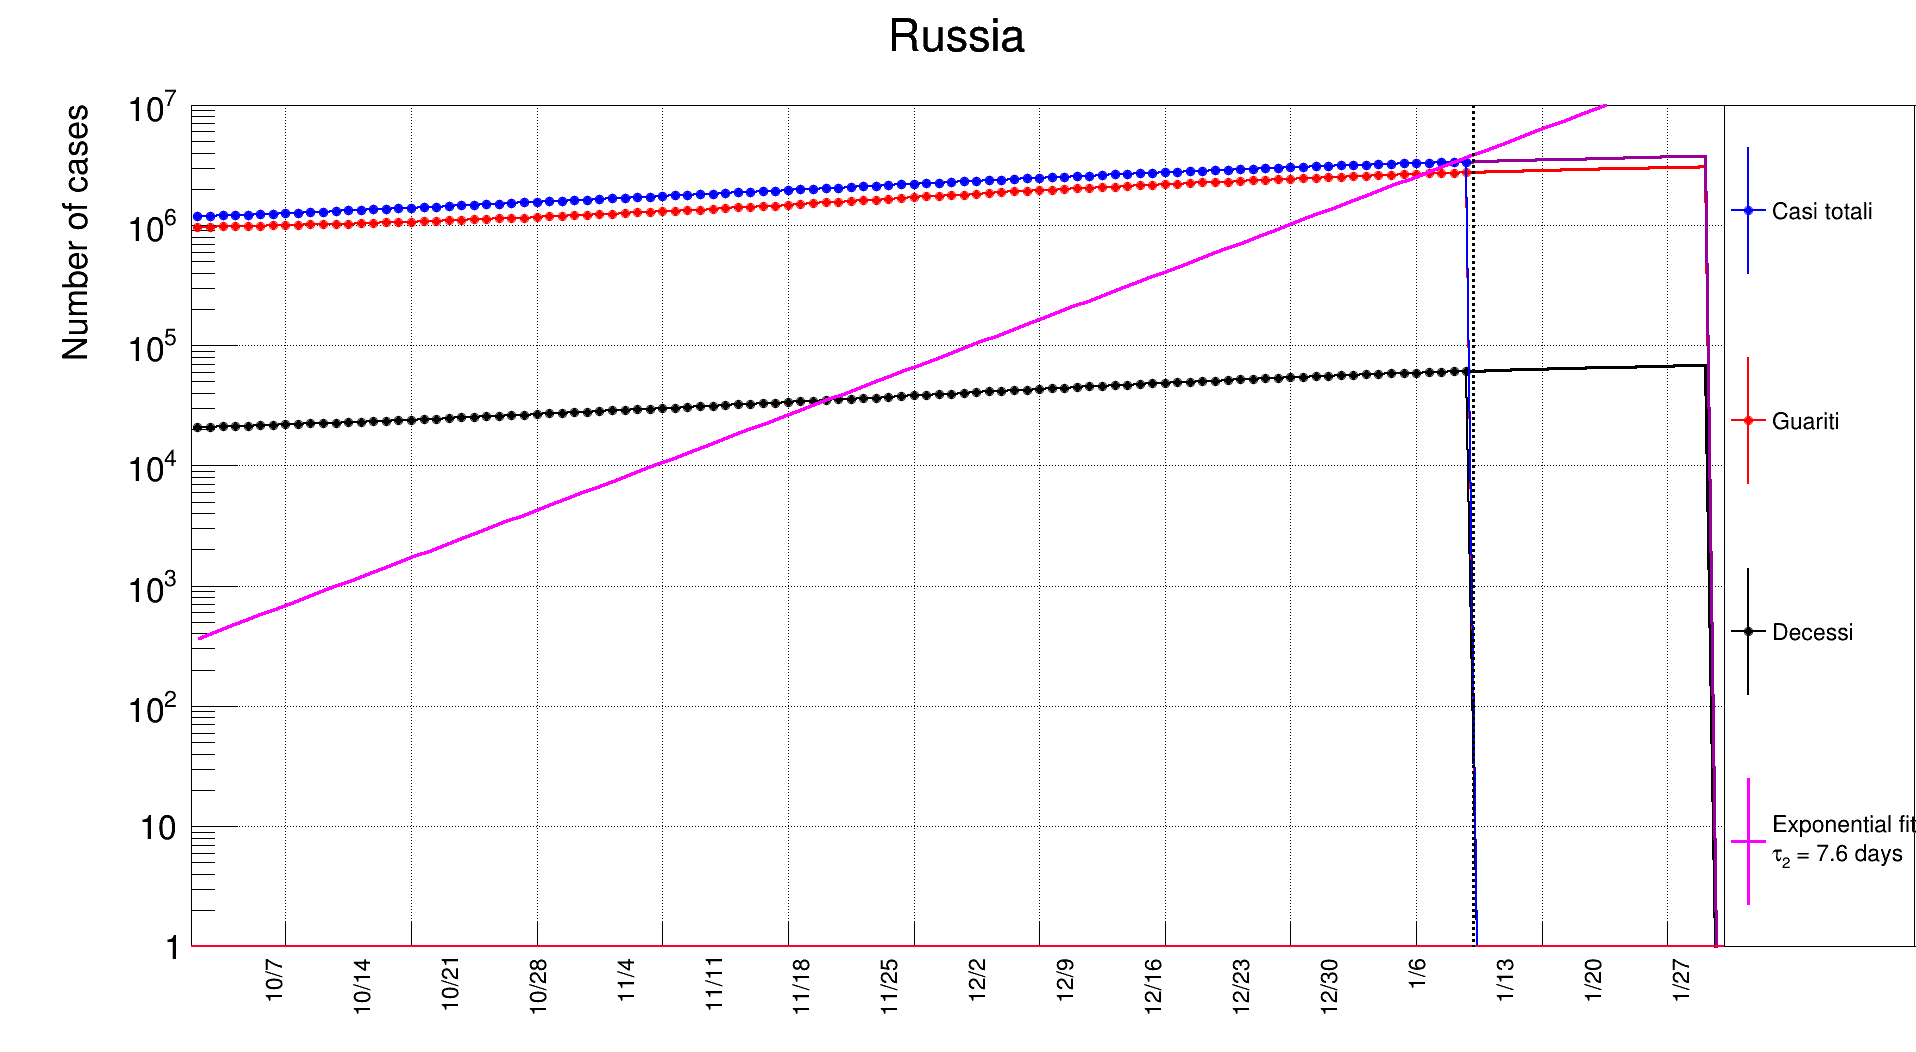 Russia
Number of cases
10^7
10^6
10^5
10^4
10^3
10^2
10
1
10/7 10/14 10/21 10/28 11/4 11/11 11/18 11/25 12/2 12/9 12/16 12/23 12/30 1/6 1/13 1/20 1/27
Casi totali
Guariti
Decessi
Exponential fit
τ_2 = 7.6 days